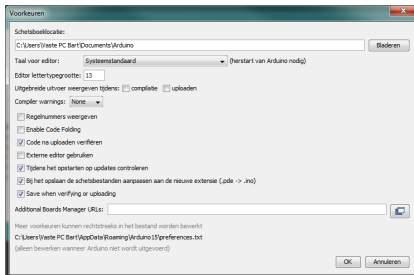 Voorkeuren
Schetsboeklocatie:
C:\Users\Vaste PC Bart\Documents\Arduino
Bladeren
Taal voor editor: Systeemstandaard (herstart van Arduino nodig)
Editor lettertypegrootte: 13
Uitgebreide uitvoer weergeven tijdens: compilatie uploaden
Compiler warnings: None
Regelnummers weergeven
Enable Code Folding
Code na uploaden verifiëren
Externe editor gebruiken
Tijdens het opstarten op updates controleren
Bij het opslaan de schetsbestanden aanpassen aan de nieuwe extensie (.pde -> .ino)
Save when verifying or uploading
Additional Boards Manager URLs:
Meer voorkeuren kunnen rechtstreeks in het bestand worden bewerkt
C:\Users\Vaste PC Bart\AppData\Roaming\Arduino15\preferences.txt
(alleen bewerken wanneer Arduino niet wordt uitgevoerd)
OK Annuleren